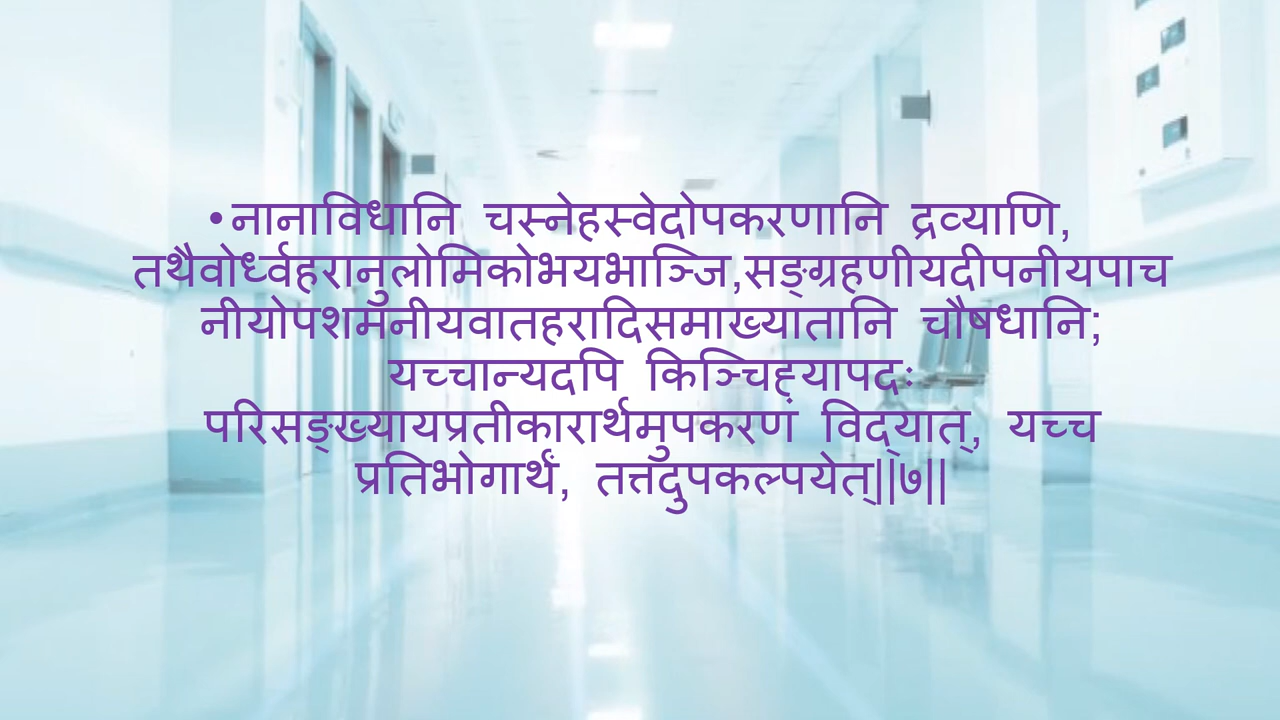 • नानाविधानि चस्नेहस्वेदोपकरणानि द्रव्याणि,
तथैवोर्ध्वहरानुलोमिकोभयभाञ्जि,सङ्ग्रहणीयदीपनीयपाच
नीयोपशमनीयवातहरादिसमाख्यातानि चौषधानि;
यच्चान्यदपि किञ्चिह्यापदः
परिसङ्ख्यायप्रतीकारार्थमुपकरणं विद्यात्, यच्च
प्रतिभोगार्थं, तत्तदुपकल्पयेत्||७||